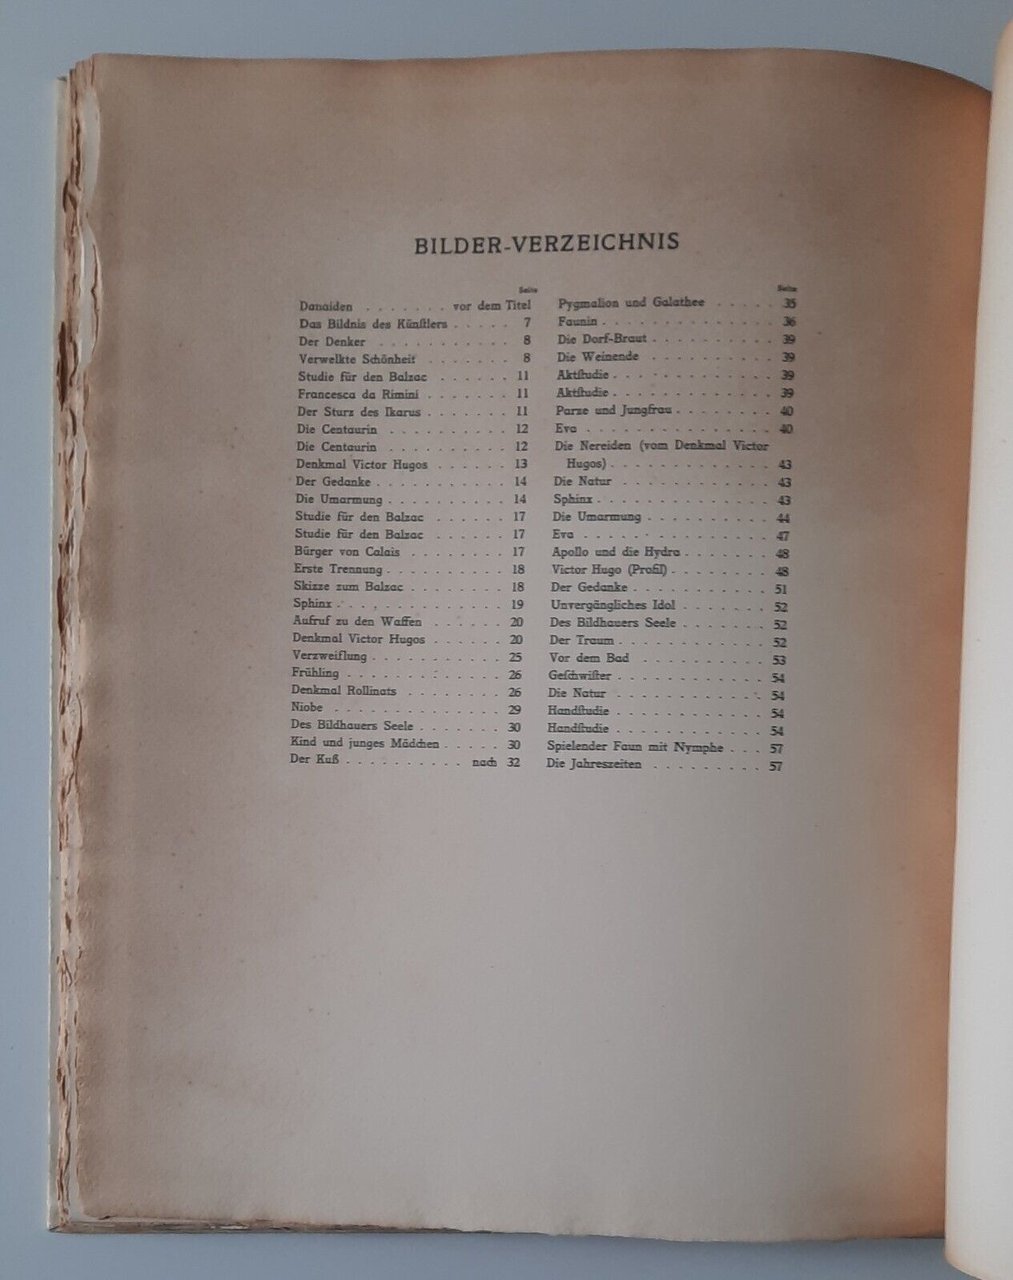 BILDER-VERZEICHNIS
Seite
Danaiden . . . . . . . vor dem Titel
Das Bildnis des Künstlers . . . . . 7
Der Denker . . . . . . . . . . . 8
Verwelkte Schönheit . . . . . . . 8
Studie für den Balzac . . . . . . 11
Francesca da Rimini . . . . . . . 11
Der Sturz des Ikarus . . . . . . . 11
Die Centaurin . . . . . . . . . . 12
Die Centaurin . . . . . . . . . . 12
Denkmal Victor Hugos . . . . . . 13
Der Gedanke . . . . . . . . . . . 14
Die Umarmung . . . . . . . . . . 14
Studie für den Balzac . . . . . . 17
Studie für den Balzac . . . . . . 17
Bürger von Calais . . . . . . . . 17
Erste Trennung . . . . . . . . . . 18
Skizze zum Balzac . . . . . . . . 18
Sphinx . . . . . . . . . . . . . . 19
Aufruf zu den Waffen . . . . . . 20
Denkmal Victor Hugos . . . . . . 20
Verzweiflung . . . . . . . . . . . 25
Frühling . . . . . . . . . . . . . 26
Denkmal Rollinats . . . . . . . . 26
Niobe . . . . . . . . . . . . . . 29
Des Bildhauers Seele . . . . . . . 30
Kind und junges Mädchen . . . . . 30
Der Kuß . . . . . . . . . . nach 32
Seite
Pygmalion und Galathee . . . . . 35
Faunin . . . . . . . . . . . . . . 36
Die Dorf-Braut . . . . . . . . . . 39
Die Weinende . . . . . . . . . . 39
Aktstudie . . . . . . . . . . . . . 39
Aktstudie . . . . . . . . . . . . . 39
Parze und Jungfrau . . . . . . . . 40
Eva . . . . . . . . . . . . . . . 40
Die Nereiden (vom Denkmal Victor
Hugos) . . . . . . . . . . . . . 43
Die Natur . . . . . . . . . . . . 43
Sphinx . . . . . . . . . . . . . . 43
Die Umarmung . . . . . . . . . . 44
Eva . . . . . . . . . . . . . . . 47
Apollo und die Hydra . . . . . . . 48
Victor Hugo (Profil) . . . . . . . . 48
Der Gedanke . . . . . . . . . . . 51
Unvergängliches Idol . . . . . . . 52
Des Bildhauers Seele . . . . . . . 52
Der Traum . . . . . . . . . . . . 52
Vor dem Bad . . . . . . . . . . 53
Geschwister . . . . . . . . . . . . 54
Die Natur . . . . . . . . . . . . 54
Handstudie . . . . . . . . . . . . 54
Handstudie . . . . . . . . . . . . 54
Spielender Faun mit Nymphe . . . 57
Die Jahreszeiten . . . . . . . . . 57